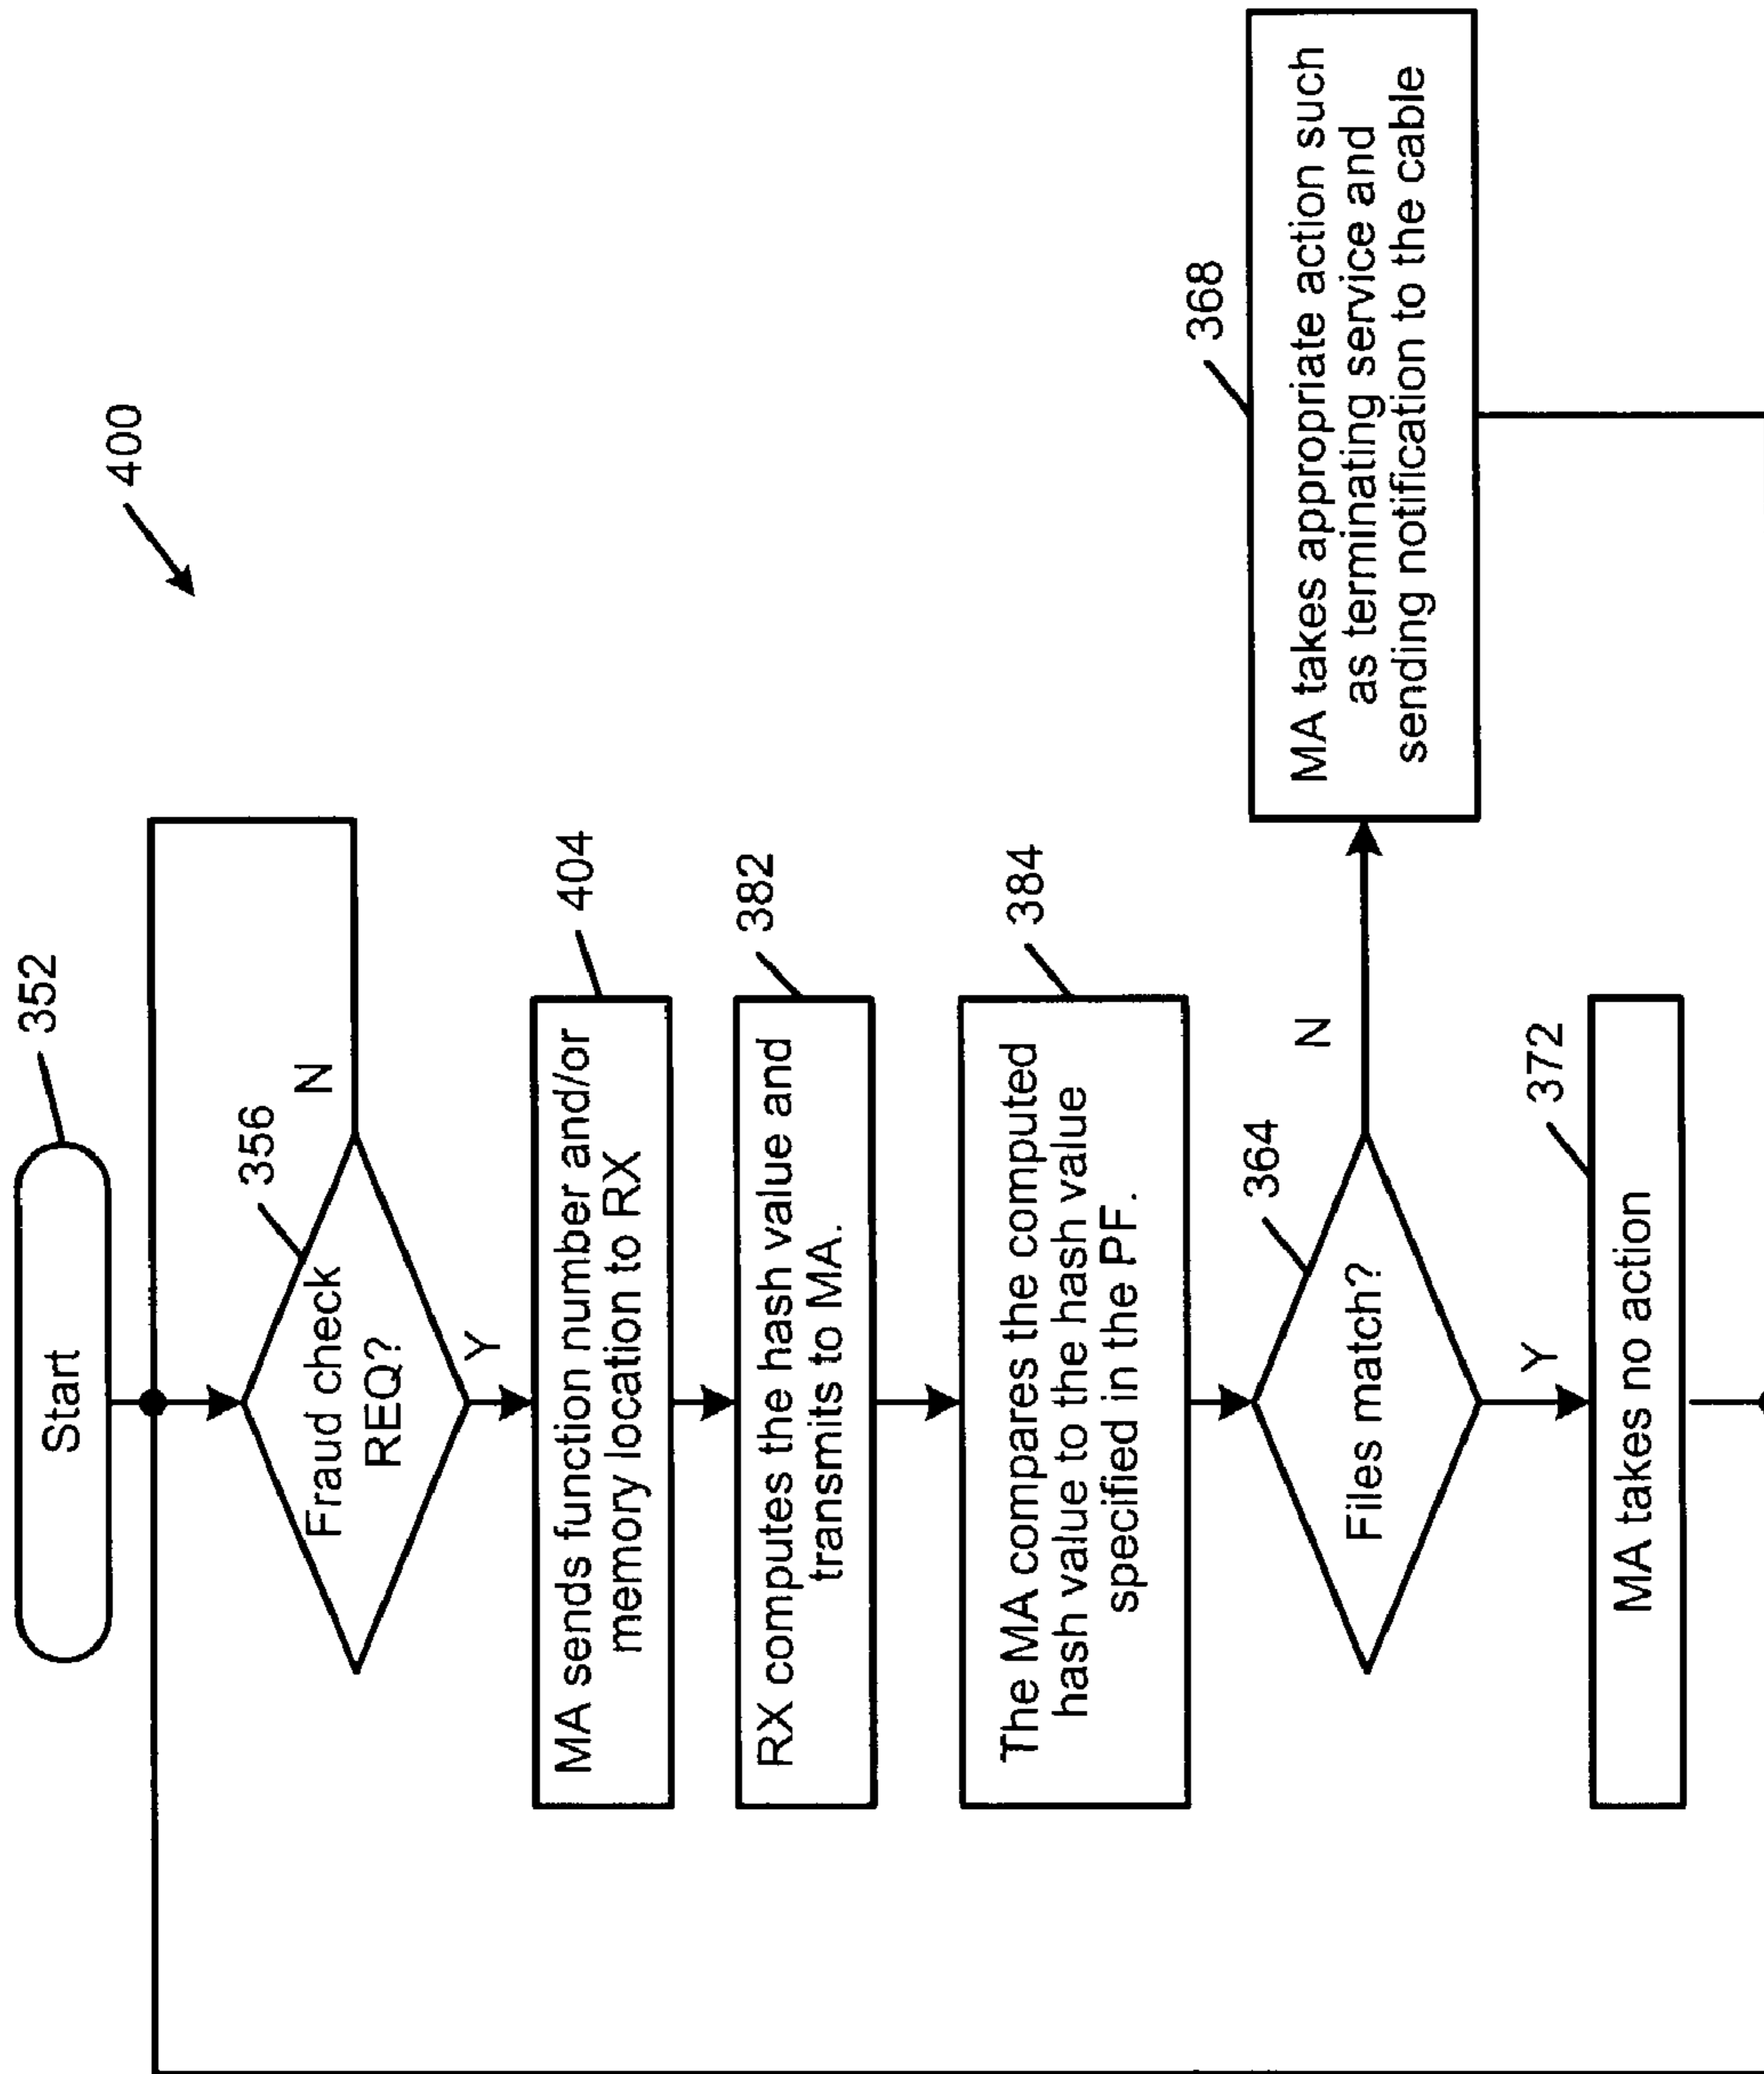 400
Start
352
Fraud check
REQ?
356
N
Y
MA sends function number and/or
memory location to RX
404
RX computes the hash value and
transmits to MA.
382
The MA compares the computed
hash value to the hash value
specified in the PF.
384
Files match?
364
N
MA takes appropriate action such
as terminating service and
sending notification to the cable
368
Y
MA takes no action
372